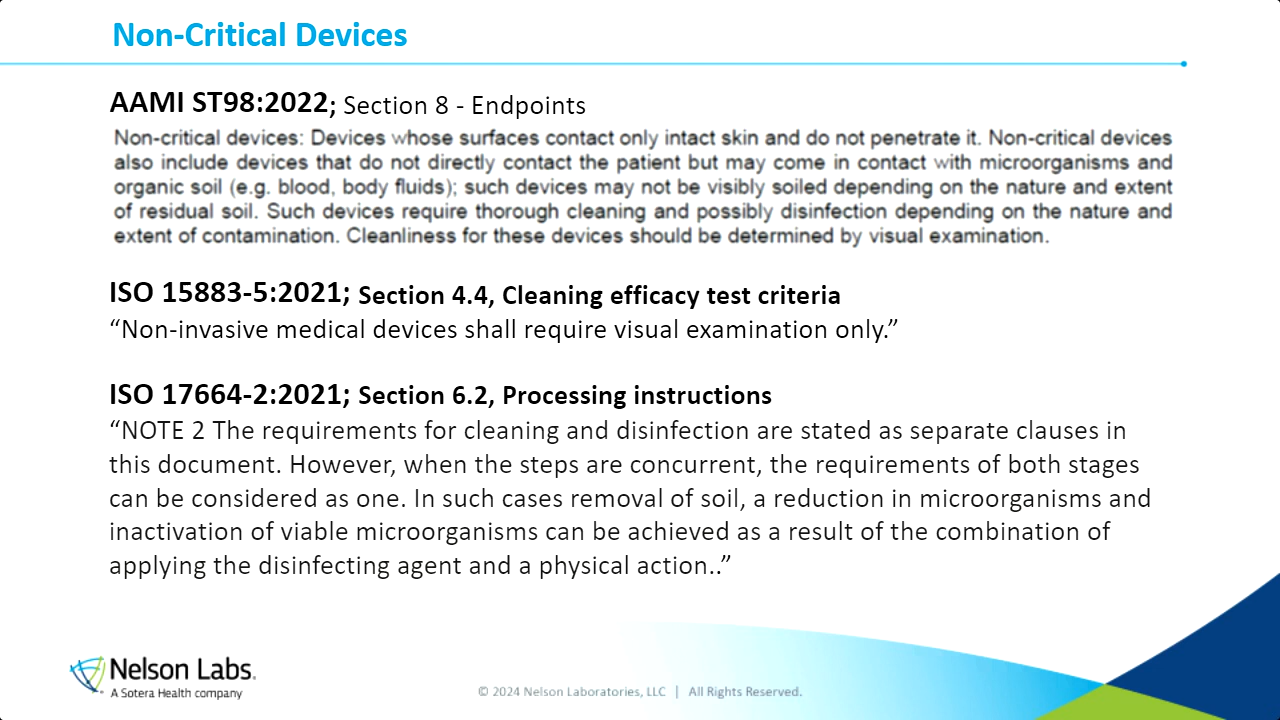 Non-Critical Devices
AAMI ST98:2022; Section 8 - Endpoints
Non-critical devices: Devices whose surfaces contact only intact skin and do not penetrate it. Non-critical devices
also include devices that do not directly contact the patient but may come in contact with microorganisms and
organic soil (e.g. blood, body fluids); such devices may not be visibly soiled depending on the nature and extent
of residual soil. Such devices require thorough cleaning and possibly disinfection depending on the nature and
extent of contamination. Cleanliness for these devices should be determined by visual examination.
ISO 15883-5:2021; Section 4.4, Cleaning efficacy test criteria
“Non-invasive medical devices shall require visual examination only.”
ISO 17664-2:2021; Section 6.2, Processing instructions
“NOTE 2 The requirements for cleaning and disinfection are stated as separate clauses in
this document. However, when the steps are concurrent, the requirements of both stages
can be considered as one. In such cases removal of soil, a reduction in microorganisms and
inactivation of viable microorganisms can be achieved as a result of the combination of
applying the disinfecting agent and a physical action..”
Nelson Labs.
A Sotera Health company
© 2024 Nelson Laboratories, LLC | All Rights Reserved.